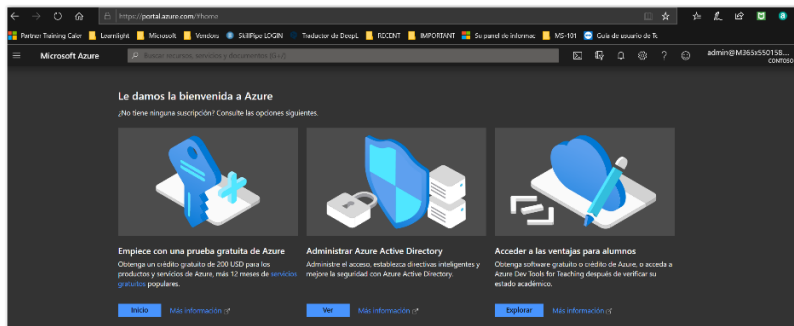 https://portal.azure.com/#home
Partner Training Caler Learnlight Microsoft Vendors SkillPipe LOGIN Traductor de DeepL RECENT IMPORTANT Su panel de informac MS-101 Guía de usuario de Te
Microsoft Azure Buscar recursos, servicios y documentos (G+/) admin@M365x550158...
CONTOSO
Le damos la bienvenida a Azure
¿No tiene ninguna suscripción? Consulte las opciones siguientes.
Empiece con una prueba gratuita de Azure
Obtenga un crédito gratuito de 200 USD para los
productos y servicios de Azure, más 12 meses de servicios
gratuitos populares.
Inicio Más información
Administrar Azure Active Directory
Administre el acceso, establezca directivas inteligentes y
mejore la seguridad con Azure Active Directory.
Ver Más información
Acceder a las ventajas para alumnos
Obtenga software gratuito o crédito de Azure, o acceda a
Azure Dev Tools for Teaching después de verificar su
estado académico.
Explorar Más información